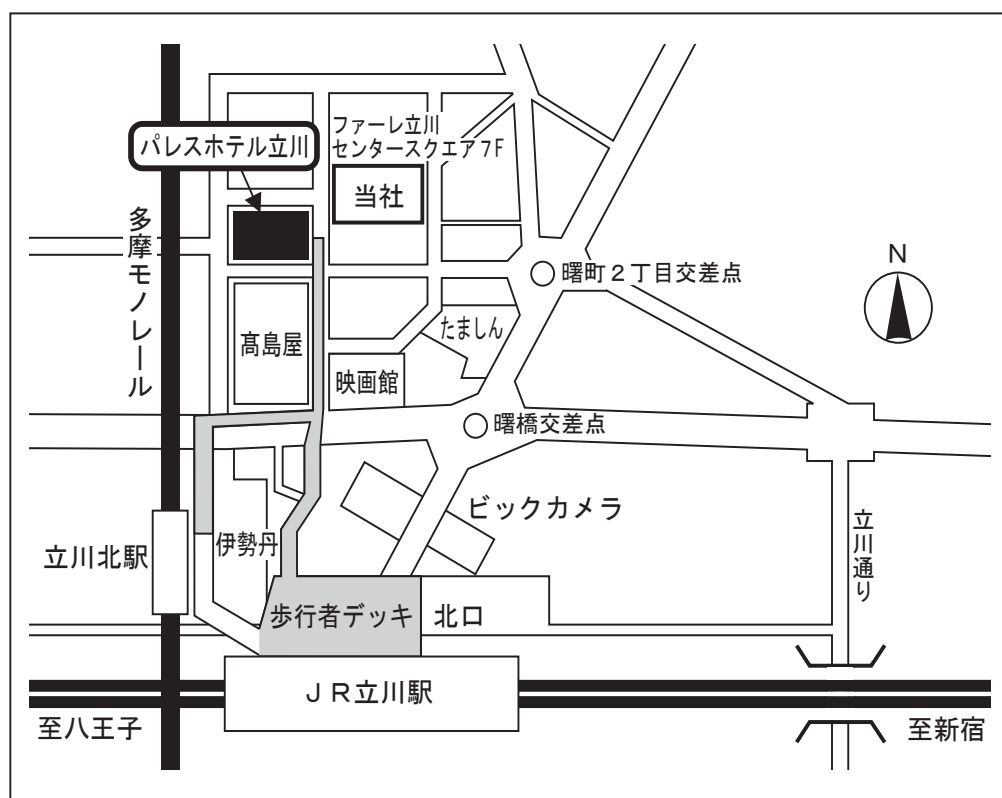 ファーレ立川
センタースクエア7F
パレスホテル立川
当社
多摩モノレール
N
曙町2丁目交差点
たましん
髙島屋
映画館
曙橋交差点
ビックカメラ
伊勢丹
立川北駅
立川通り
歩行者デッキ
北口
JR立川駅
至八王子
至新宿